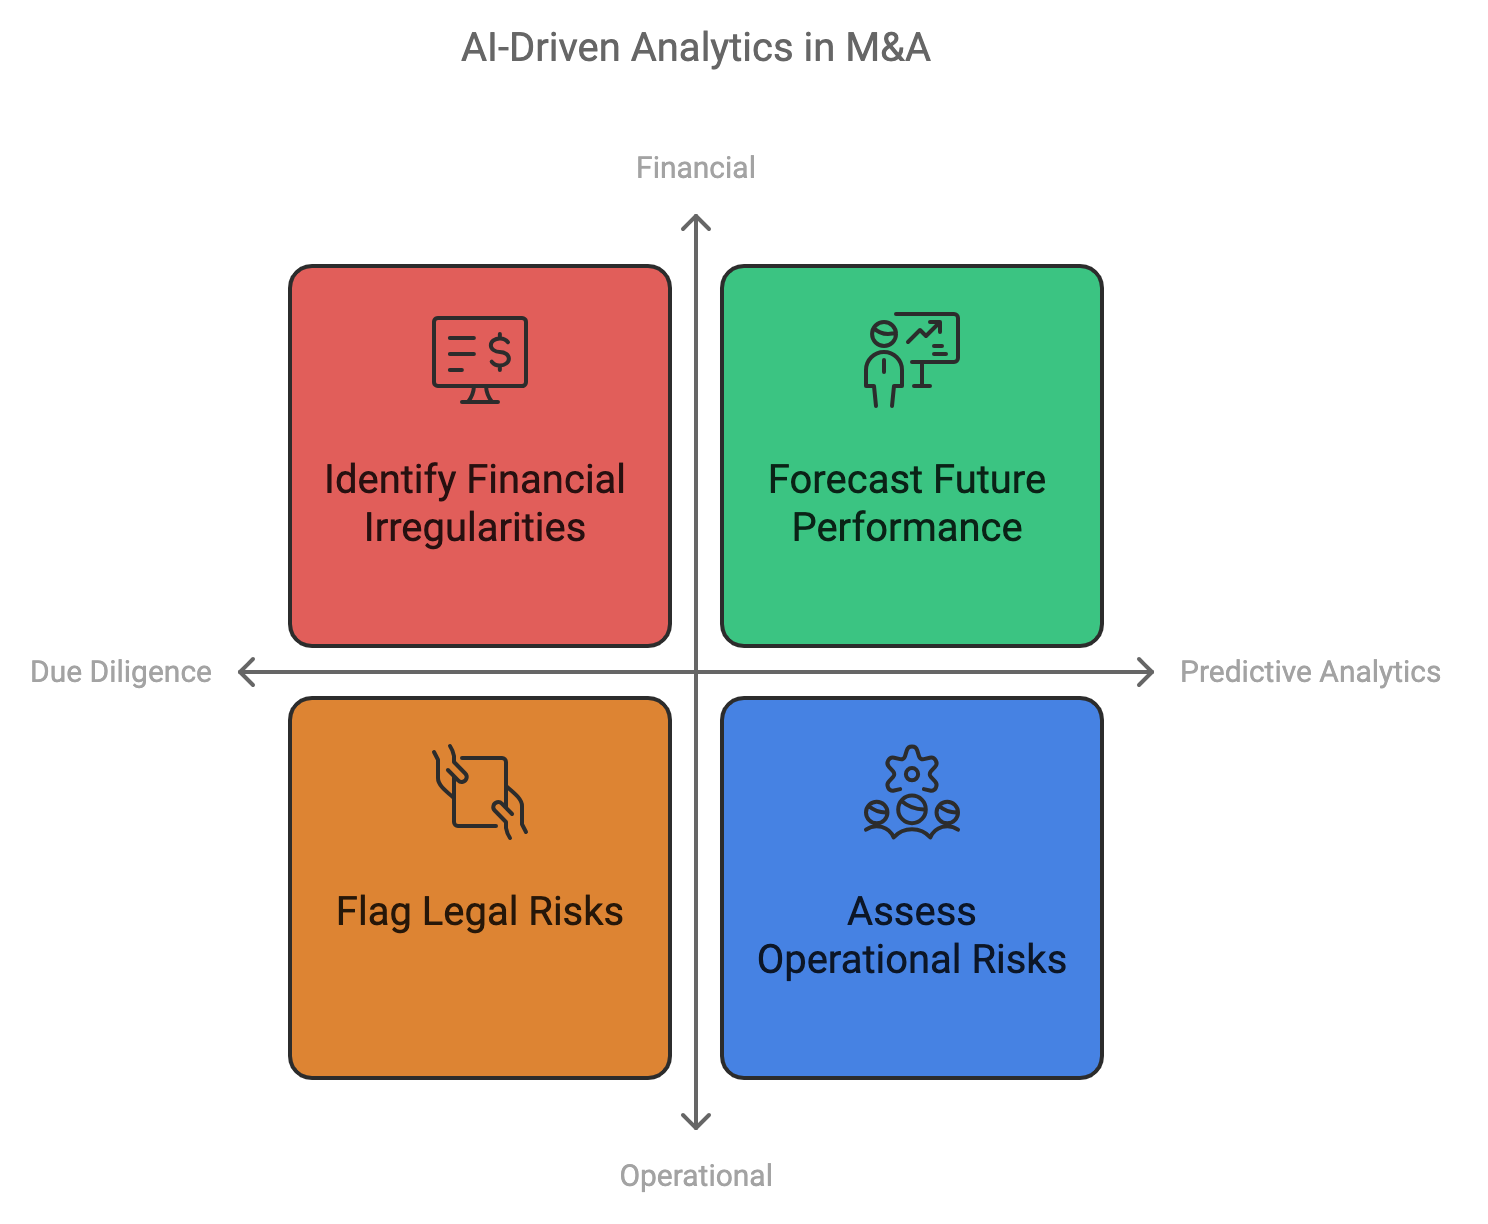 AI-Driven Analytics in M&A
Financial
$
Identify Financial
Irregularities
Forecast Future
Performance
Due Diligence
Predictive Analytics
Flag Legal Risks
Assess
Operational Risks
Operational